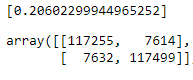 [0.20602299944965252]
array([[117255, 7614],
[ 7632, 117499]]